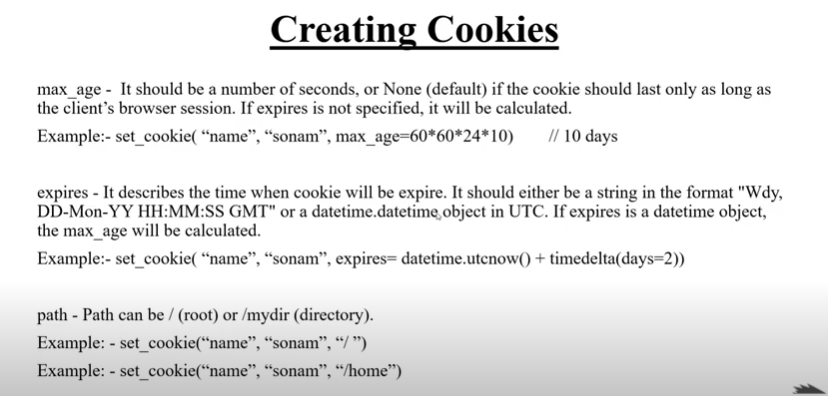 Creating Cookies
max_age - It should be a number of seconds, or None (default) if the cookie should last only as long as
the client’s browser session. If expires is not specified, it will be calculated.
Example:- set_cookie( “name”, “sonam”, max_age=60*60*24*10) // 10 days
expires - It describes the time when cookie will be expire. It should either be a string in the format "Wdy,
DD-Mon-YY HH:MM:SS GMT" or a datetime.datetime object in UTC. If expires is a datetime object,
the max_age will be calculated.
Example:- set_cookie( “name”, “sonam”, expires= datetime.utcnow() + timedelta(days=2))
path - Path can be / (root) or /mydir (directory).
Example: - set_cookie(“name”, “sonam”, “/ ”)
Example: - set_cookie(“name”, “sonam”, “/home”)